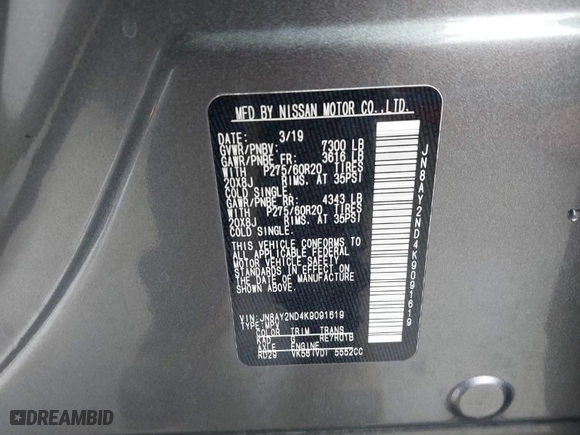 MFD BY NISSAN MOTOR CO.,LTD.
DATE: 3/19
GVWR/PNBV: 7300 LB
GAWR/PNBE FR: 3616 LB
WITH P275/60R20 TIRES
20X8J RIMS. AT 35PSI
COLD SINGLE.
GAWR/PNBE RR: 4343 LB
WITH P275/60R20 TIRES
20X8J RIMS. AT 35PSI
COLD SINGLE.
THIS VEHICLE CONFORMS TO
ALL APPLICABLE FEDERAL
MOTOR VEHICLE SAFETY
STANDARDS IN EFFECT ON
THE DATE OF MANUFACTURE
SHOWN ABOVE.
VIN: JN8AY2ND4K9091619
TYPE: MPV
COLOR TRIM TRANS
KAD G RE7R01B
AXLE ENGINE
RD29 VK56(VD) 5552CC
JN8AY2ND4K9091619
DREAMBID